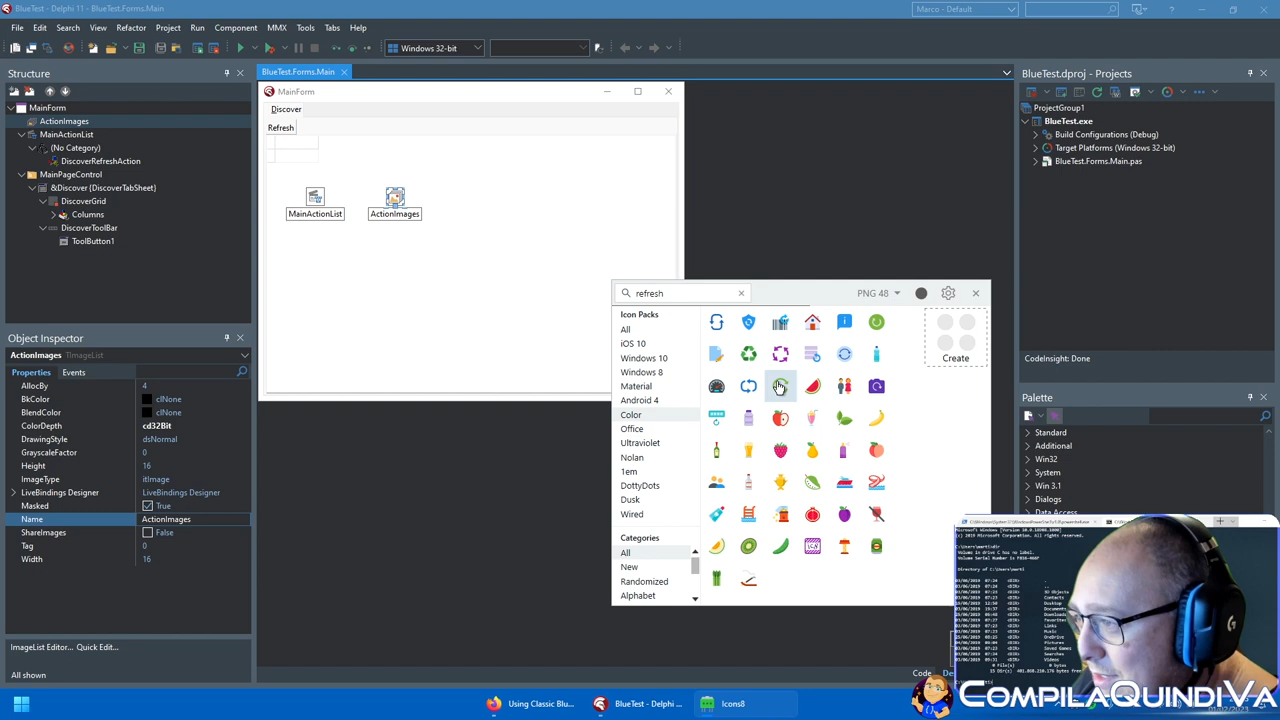 BlueTest - Delphi 11 - BlueTest.Forms.Main
Marco - Default
File Edit Search View Refactor Project Run Component MMX Tools Tabs Help
Windows 32-bit
Structure
MainForm
ActionImages
MainActionList
(No Category)
DiscoverRefreshAction
MainPageControl
&Discover {DiscoverTabSheet}
DiscoverGrid
Columns
DiscoverToolBar
ToolButton1
Object Inspector
ActionImages TImageList
Properties Events
AllocBy 4
BkColor clNone
BlendColor clNone
ColorDepth cd32Bit
DrawingStyle dsNormal
GrayscaleFactor 0
Height 16
ImageType itImage
LiveBindings Designer LiveBindings Designer
Masked True
Name ActionImages
ShareImages False
Tag 0
Width 16
ImageList Editor... Quick Edit...
All shown
BlueTest.Forms.Main
MainForm
Discover
Refresh
MainActionList
ActionImages
refresh
PNG 48
Icon Packs
All
iOS 10
Windows 10
Windows 8
Material
Android 4
Color
Office
Ultraviolet
Nolan
1em
DottyDots
Dusk
Wired
Categories
All
New
Randomized
Alphabet
Create
Code
BlueTest.dproj - Projects
ProjectGroup1
BlueTest.exe
Build Configurations (Debug)
Target Platforms (Windows 32-bit)
BlueTest.Forms.Main.pas
CodeInsight: Done
Palette
Standard
Additional
Win32
System
Win 3.1
Dialogs
Data Access
Using Classic Blu...
BlueTest - Delphi ...
Icons8
COMPILAQUINDIVA